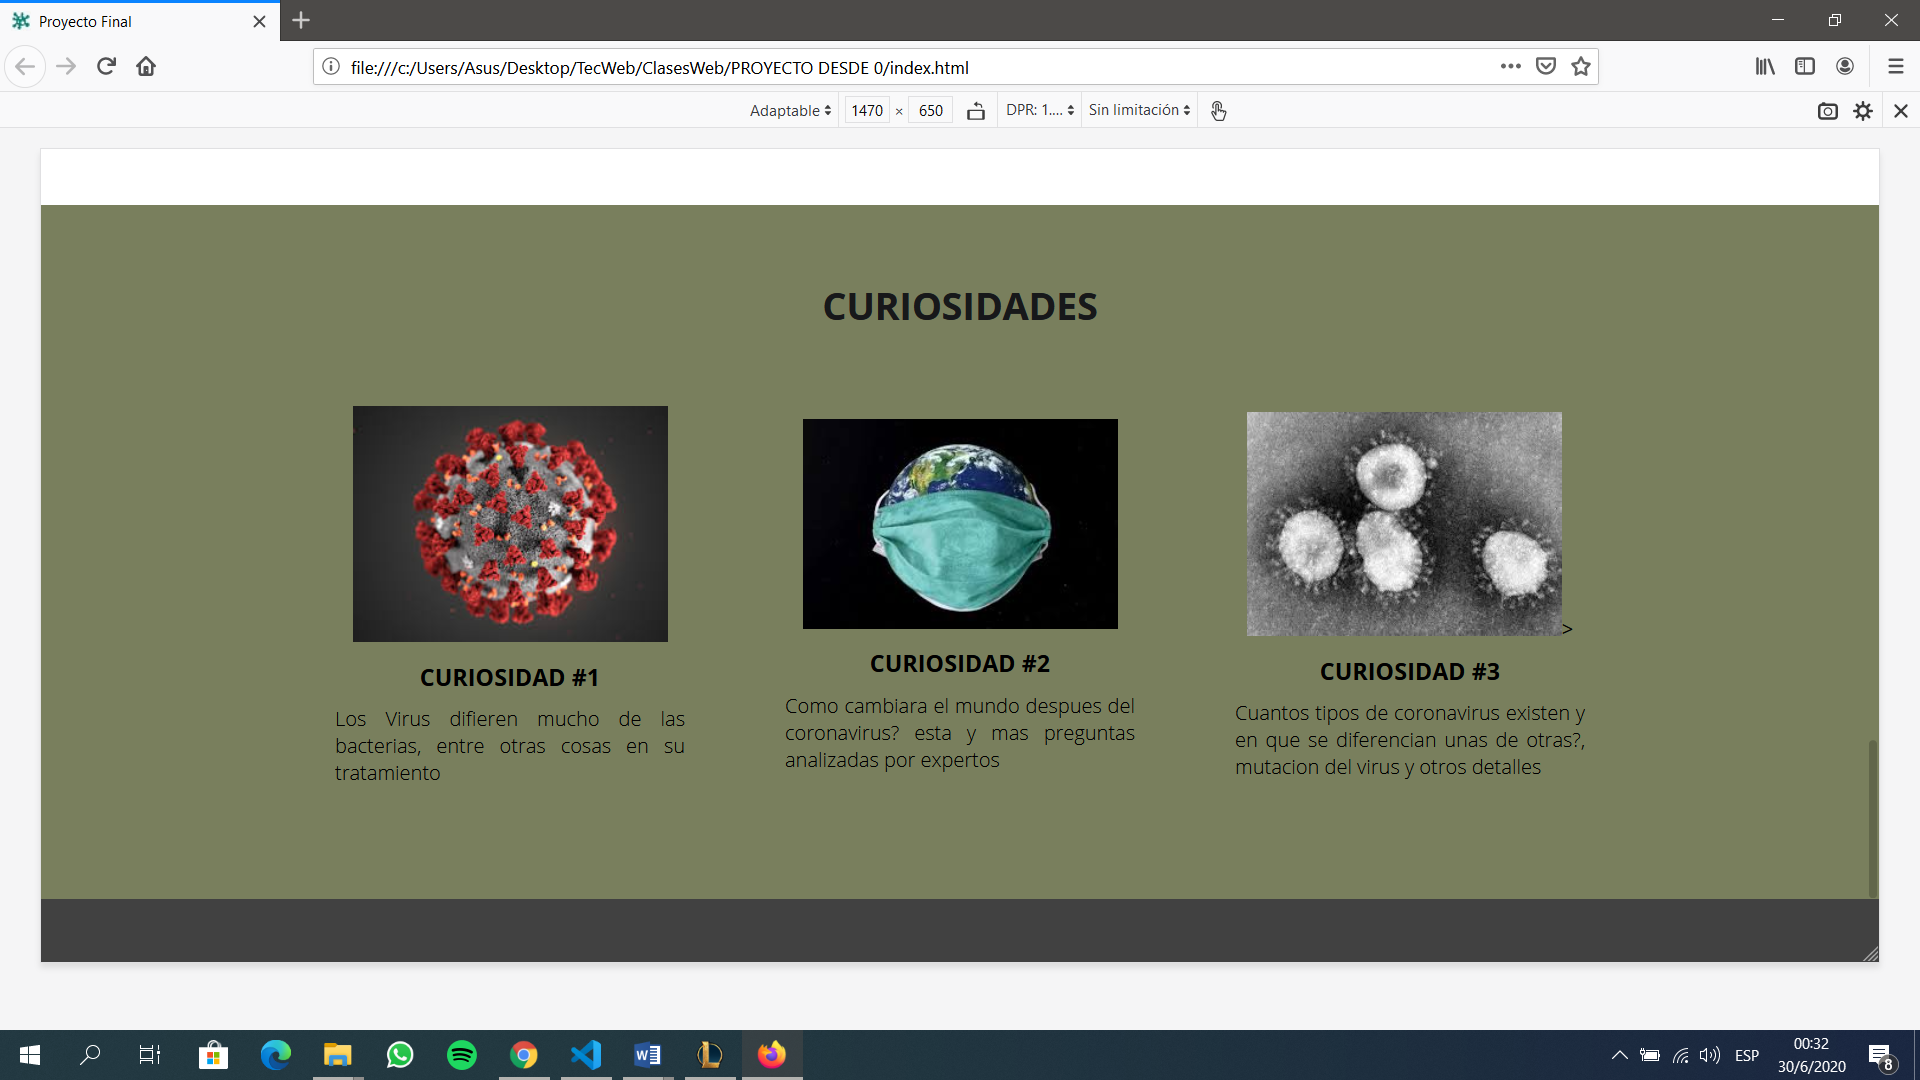 Proyecto Final
file:///c:/Users/Asus/Desktop/TecWeb/ClasesWeb/PROYECTO DESDE 0/index.html
Adaptable 1470 × 650 DPR: 1.... Sin limitación
CURIOSIDADES
>
CURIOSIDAD #1
Los Virus difieren mucho de las
bacterias, entre otras cosas en su
tratamiento
CURIOSIDAD #2
Como cambiara el mundo despues del
coronavirus? esta y mas preguntas
analizadas por expertos
CURIOSIDAD #3
Cuantos tipos de coronavirus existen y
en que se diferencian unas de otras?,
mutacion del virus y otros detalles
ESP
00:32
30/6/2020
8